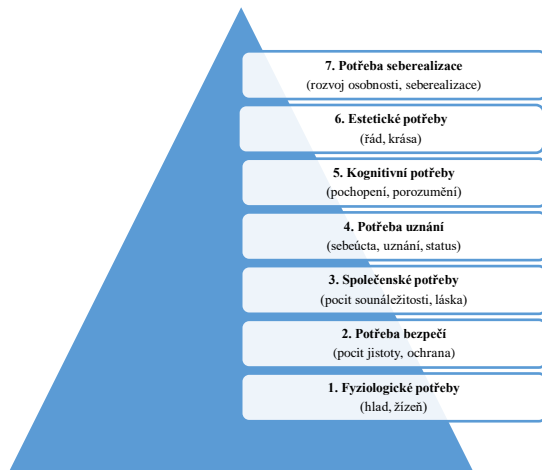 7. Potřeba seberealizace
(rozvoj osobnosti, seberealizace)
6. Estetické potřeby
(řád, krása)
5. Kognitivní potřeby
(pochopení, porozumění)
4. Potřeba uznání
(sebeúcta, uznání, status)
3. Společenské potřeby
(pocit sounáležitosti, láska)
2. Potřeba bezpečí
(pocit jistoty, ochrana)
1. Fyziologické potřeby
(hlad, žízeň)